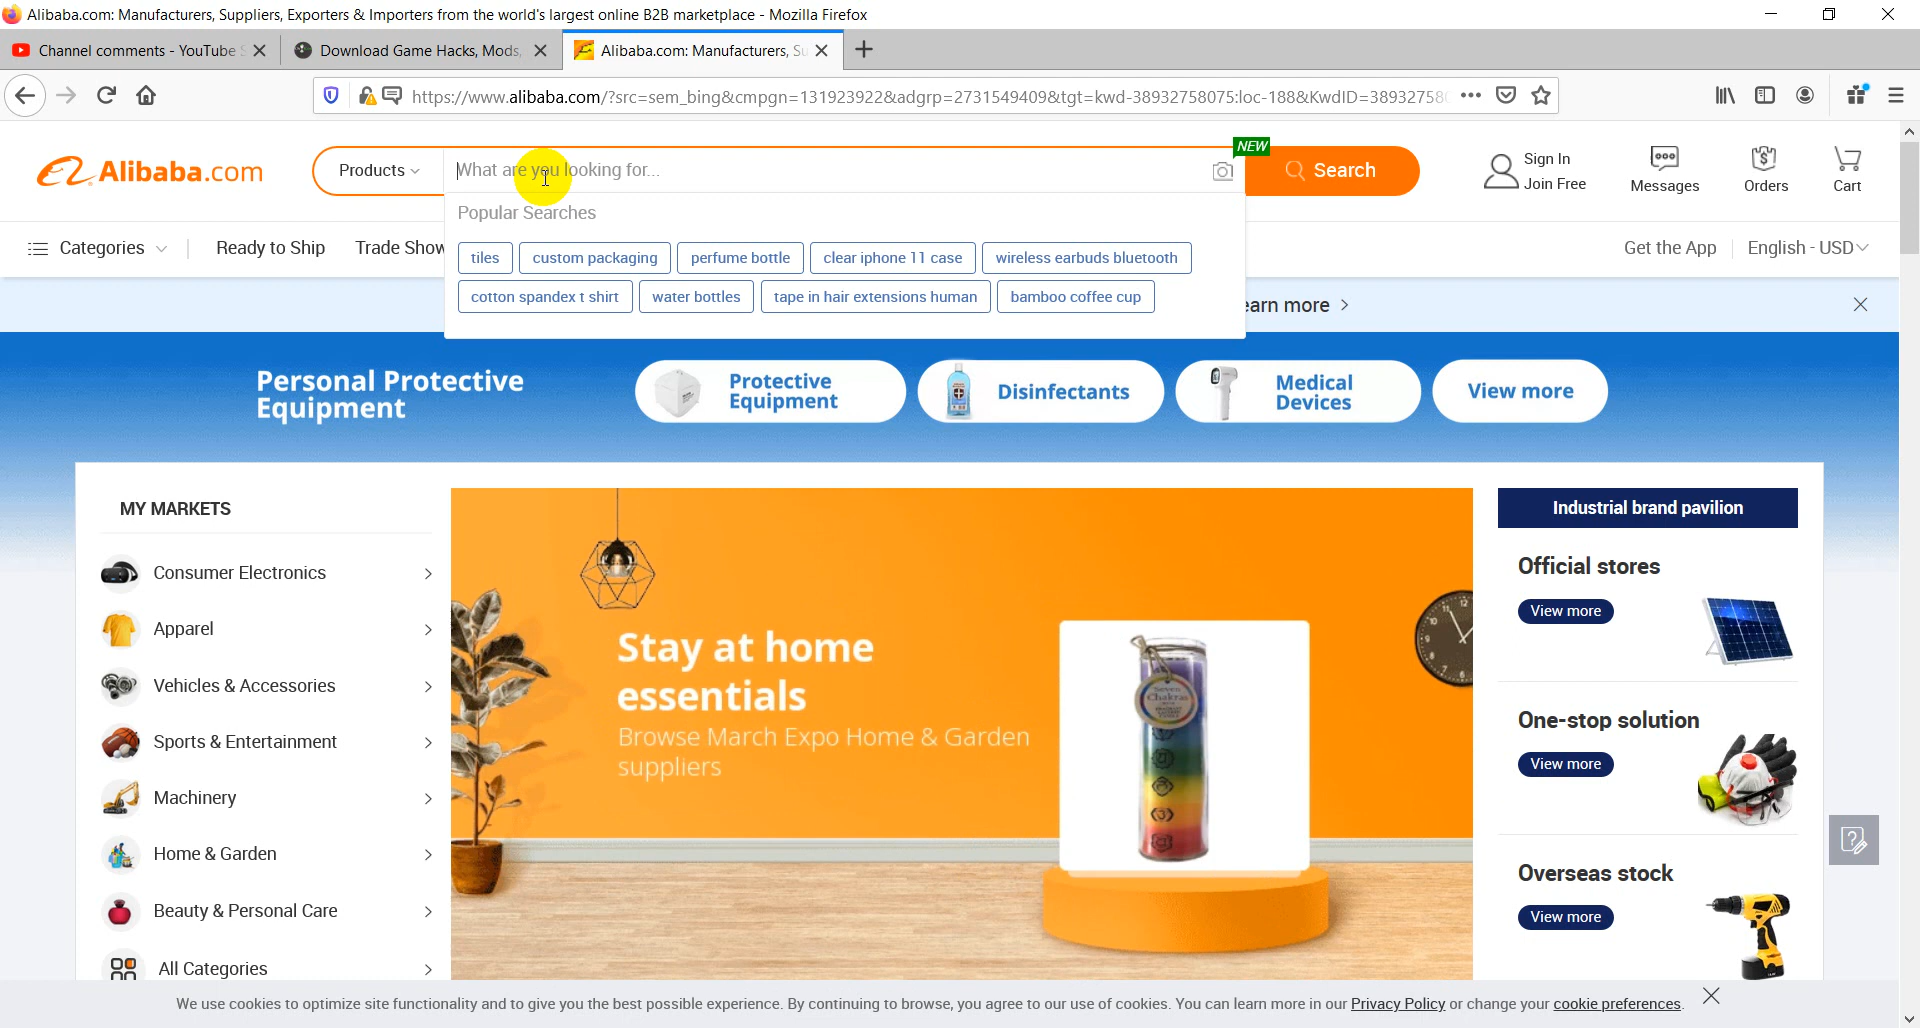 Alibaba.com: Manufacturers, Suppliers, Exporters & Importers from the world's largest online B2B marketplace - Mozilla Firefox
Channel comments - YouTube
Download Game Hacks, Mods,
Alibaba.com: Manufacturers, Su
https://www.alibaba.com/?src=sem_bing&cmpgn=131923922&adgrp=2731549409&tgt=kwd-38932758075:loc-188&KwdID=38932758
Alibaba.com
Products
What are you looking for...
NEW
Search
Sign In
Join Free
Messages
Orders
Cart
Popular Searches
Categories
Ready to Ship
Trade Show
tiles
custom packaging
perfume bottle
clear iphone 11 case
wireless earbuds bluetooth
Get the App
English - USD
cotton spandex t shirt
water bottles
tape in hair extensions human
bamboo coffee cup
earn more
Personal Protective
Equipment
Protective
Equipment
Disinfectants
Medical
Devices
View more
MY MARKETS
Consumer Electronics
Apparel
Vehicles & Accessories
Sports & Entertainment
Machinery
Home & Garden
Beauty & Personal Care
All Categories
Stay at home
essentials
Browse March Expo Home & Garden
suppliers
Seven
Chakras
Industrial brand pavilion
Official stores
View more
One-stop solution
View more
Overseas stock
View more
We use cookies to optimize site functionality and to give you the best possible experience. By continuing to browse, you agree to our use of cookies. You can learn more in our Privacy Policy or change your cookie preferences.